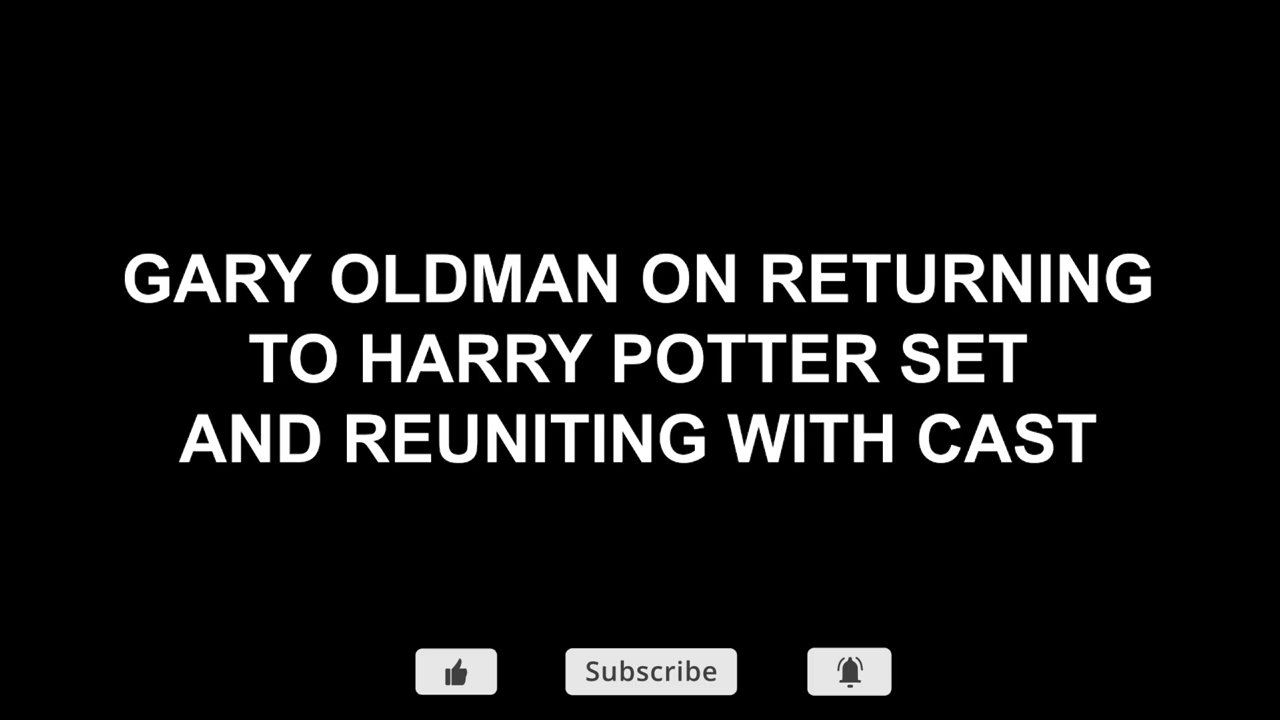 GARY OLDMAN ON RETURNING
TO HARRY POTTER SET
AND REUNITING WITH CAST
Subscribe